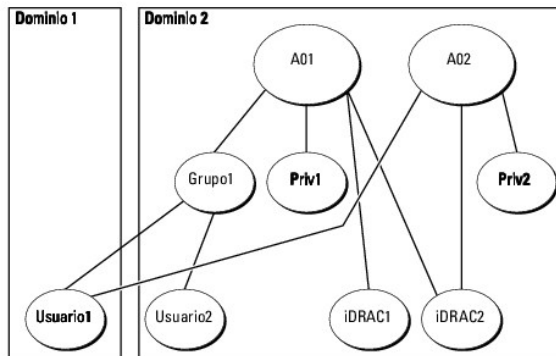 Dominio 1
Dominio 2
A01
A02
Grupo1
Priv1
Priv2
Usuario1
Usuario2
iDRAC1
iDRAC2